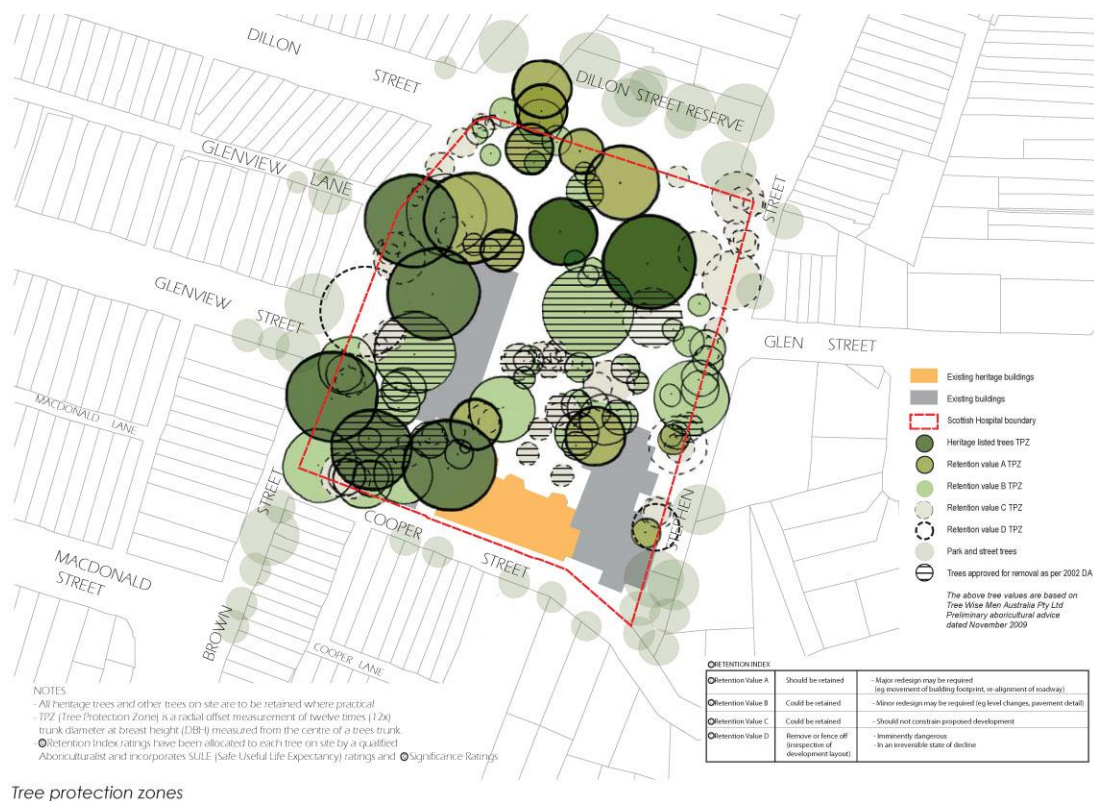 DILLON
STREET
DILLON STREET RESERVE
GLENVIEW
LANE
STREET
GLENVIEW
STREET
GLEN STREET
MACDONALD LANE
STREET
COOPER
STREET
STEPHEN
MACDONALD
STREET
BROWN
COOPER LANE
Existing heritage buildings
Existing buildings
Scottish Hospital boundary
Heritage listed trees TPZ
Retention value A TPZ
Retention value B TPZ
Retention value C TPZ
Retention value D TPZ
Park and street trees
Trees approved for removal as per 2002 DA
The above tree values are based on
Tree Wise Men Australia Pty Ltd
Preliminary aboricultural advice
dated November 2009
RETENTION INDEX
Retention Value A Should be retained - Major redesign may be required
(eg movement of building footprint, re-alignment of roadway)
Retention Value B Could be retained - Minor redesign may be required (eg level changes, pavement detail)
Retention Value C Could be retained - Should not constrain proposed development
Retention Value D Remove or fence off - Imminently dangerous
(irrespective of - In an irreversible state of decline
development layout)
NOTES
- All heritage trees and other trees on site are to be retained where practical
- TPZ (Tree Protection Zone) is a radial offset measurement of twelve times (12x)
trunk diameter at breast height (DBH) measured from the centre of a trees trunk.
- Retention Index ratings have been allocated to each tree on site by a qualified
Aboriculturalist and incorporates SULE (Safe Useful Life Expectancy) ratings and Significance Ratings
Tree protection zones